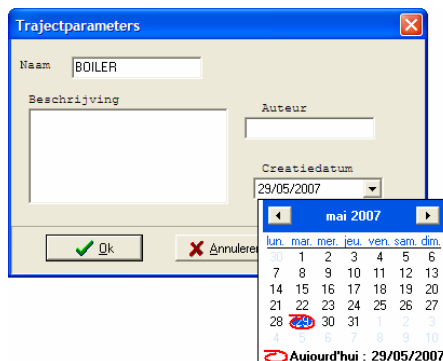 Trajectparameters
Naam BOILER
Beschrijving
Auteur
Creatiedatum
29/05/2007
Ok
Annuleren
mai 2007
lun. mar. mer. jeu. ven. sam. dim.
30 1 2 3 4 5 6
7 8 9 10 11 12 13
14 15 16 17 18 19 20
21 22 23 24 25 26 27
28 29 30 31 1 2 3
4 5 6 7 8 9 10
Aujourd'hui : 29/05/2007